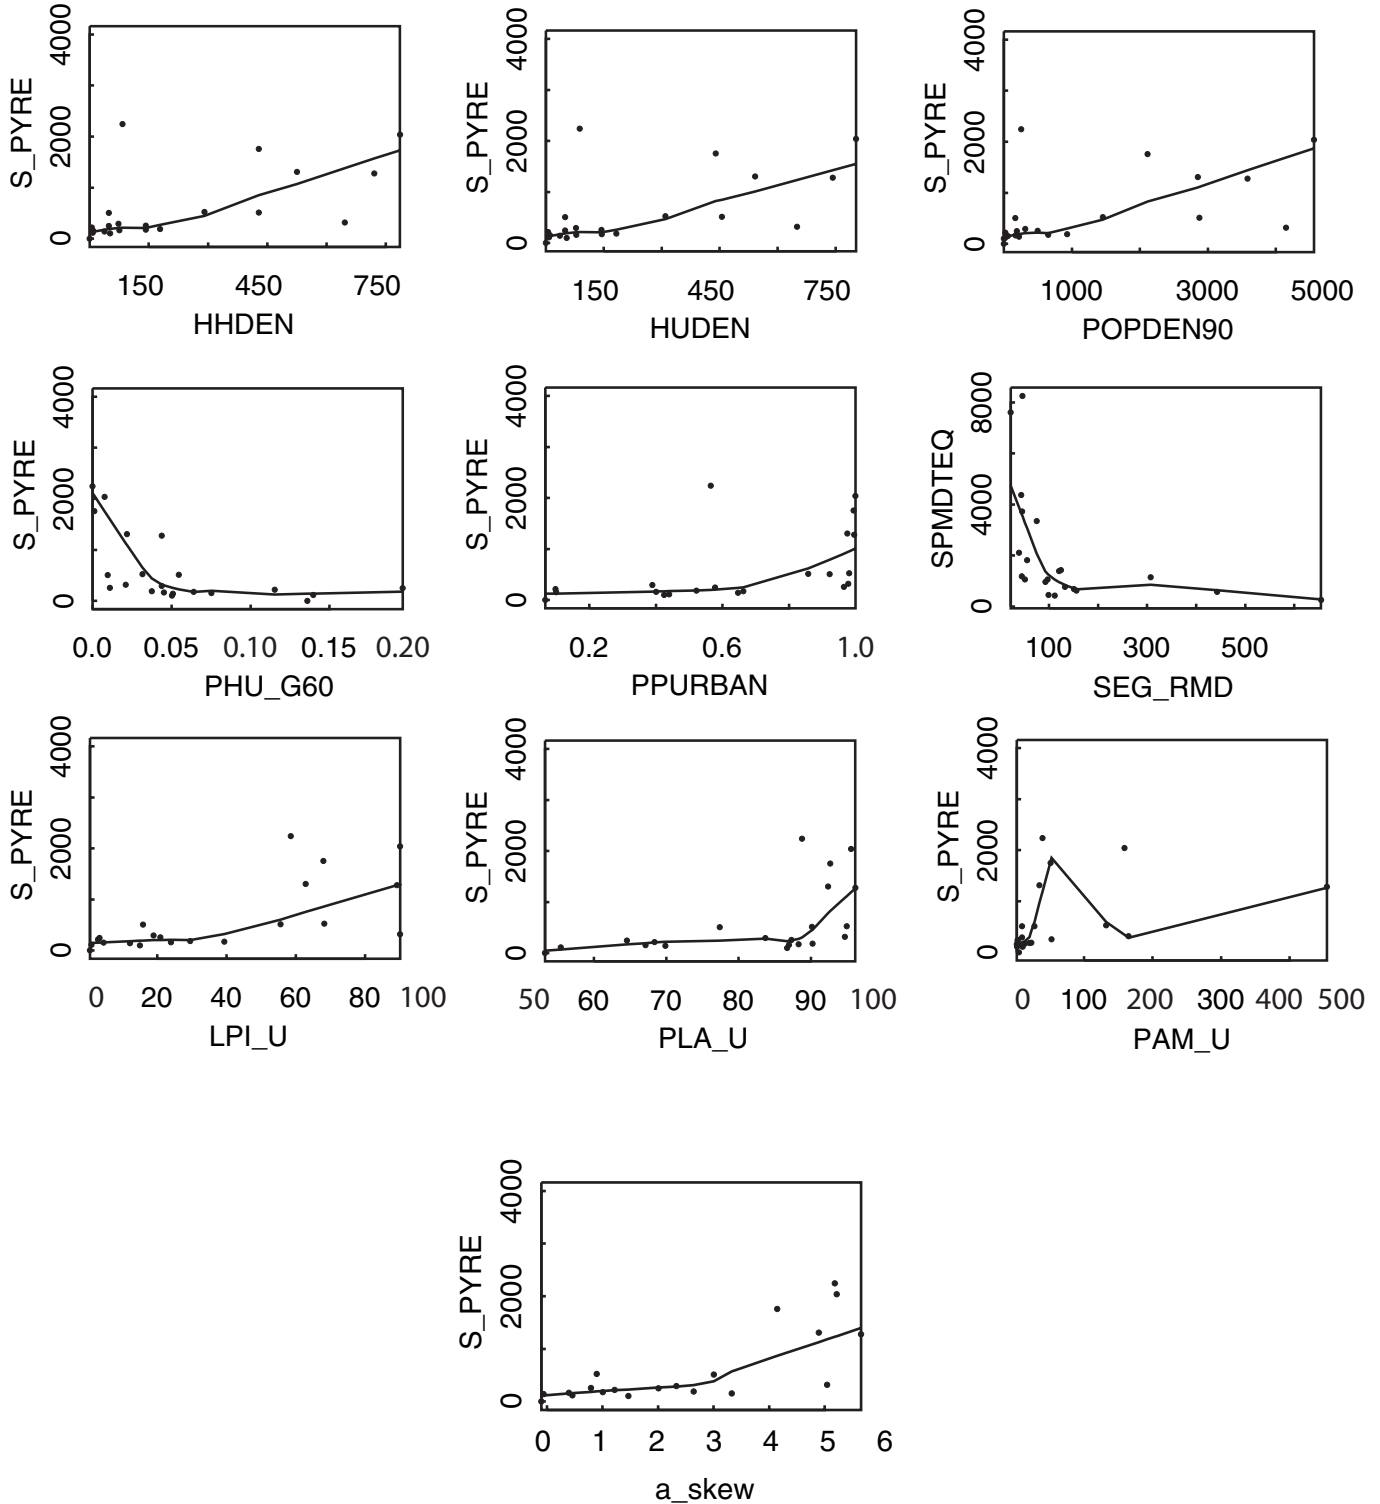 S_PYRE
0 2000 4000
150 450 750
HHDEN
S_PYRE
0 2000 4000
150 450 750
HUDEN
S_PYRE
0 2000 4000
1000 3000 5000
POPDEN90
S_PYRE
0 2000 4000
0.0 0.05 0.10 0.15 0.20
PHU_G60
S_PYRE
0 2000 4000
0.2 0.6 1.0
PPURBAN
SPMDTEQ
0 4000 8000
100 300 500
SEG_RMD
S_PYRE
0 2000 4000
0 20 40 60 80 100
LPI_U
S_PYRE
0 2000 4000
50 60 70 80 90 100
PLA_U
S_PYRE
0 2000 4000
0 100 200 300 400 500
PAM_U
S_PYRE
0 2000 4000
0 1 2 3 4 5 6
a_skew